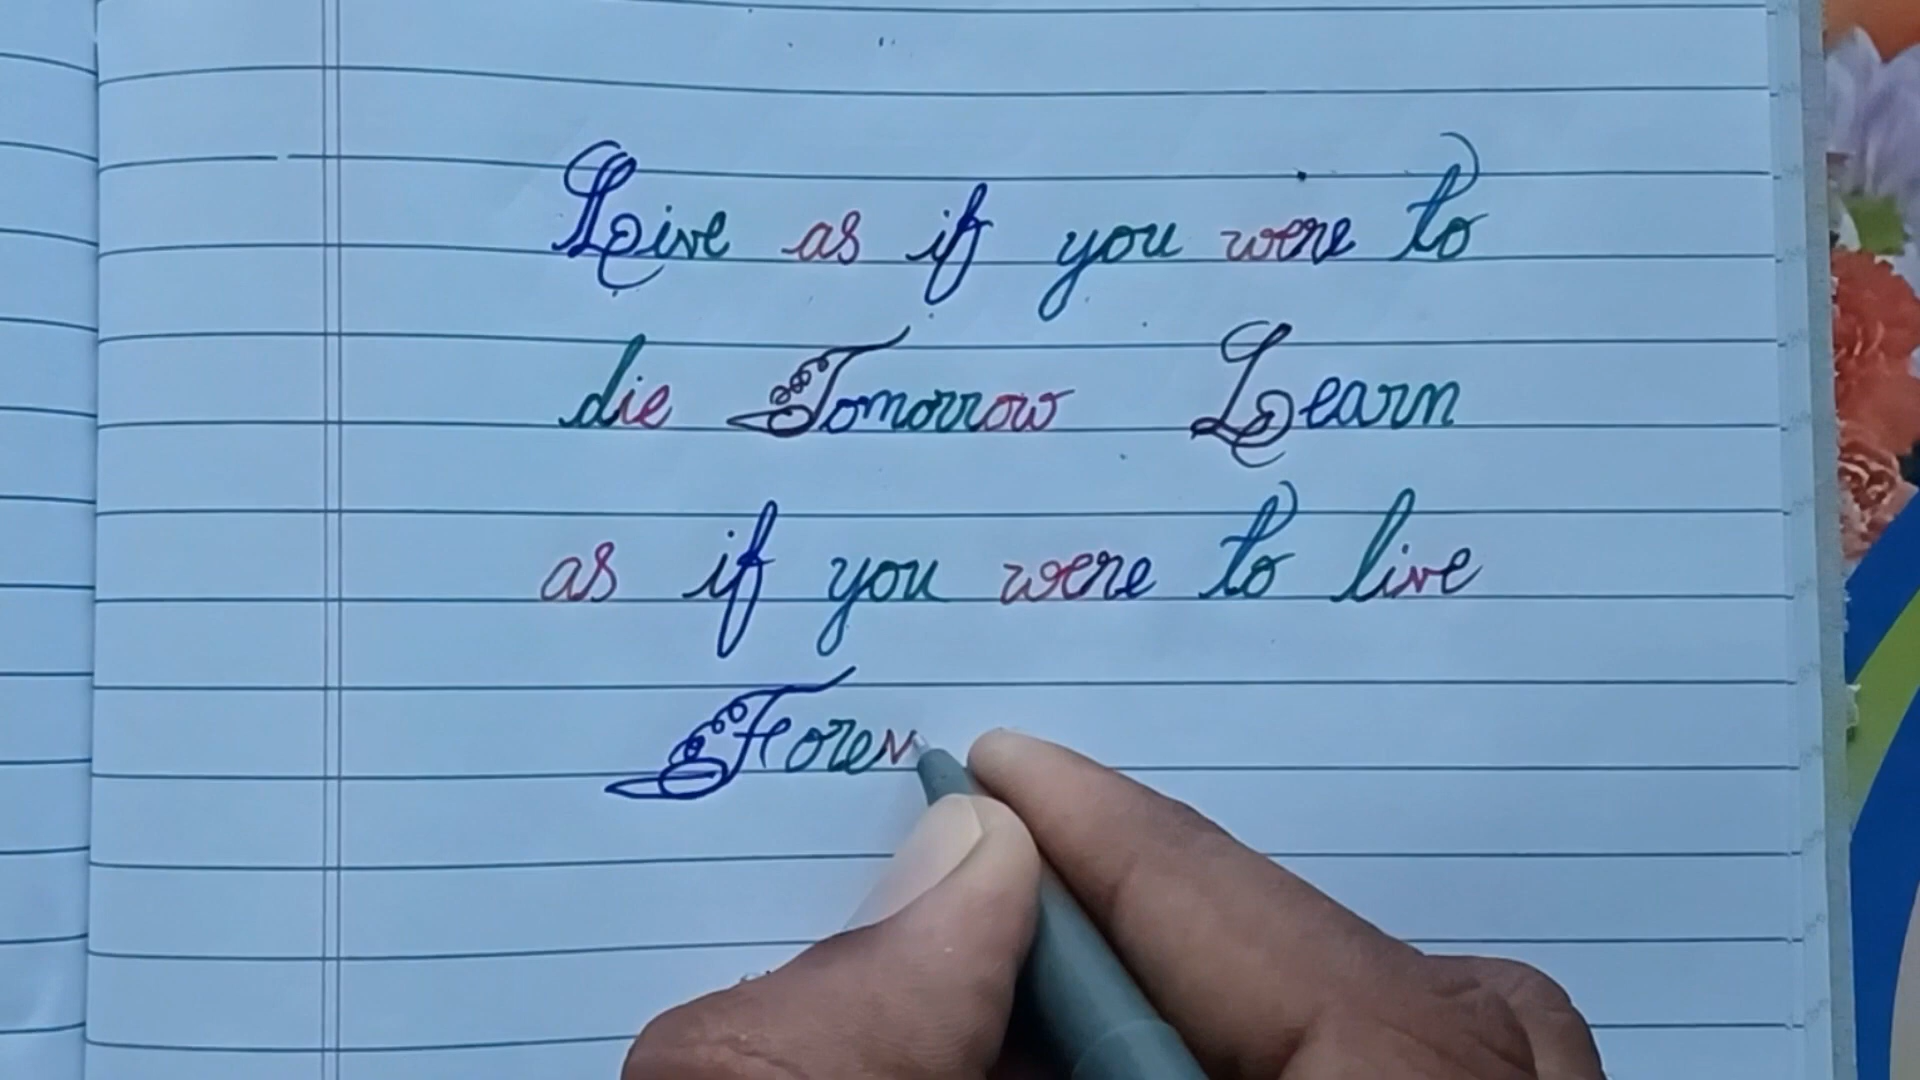 Live as if you were to
die Tomorrow Learn
as if you were to live
Forev